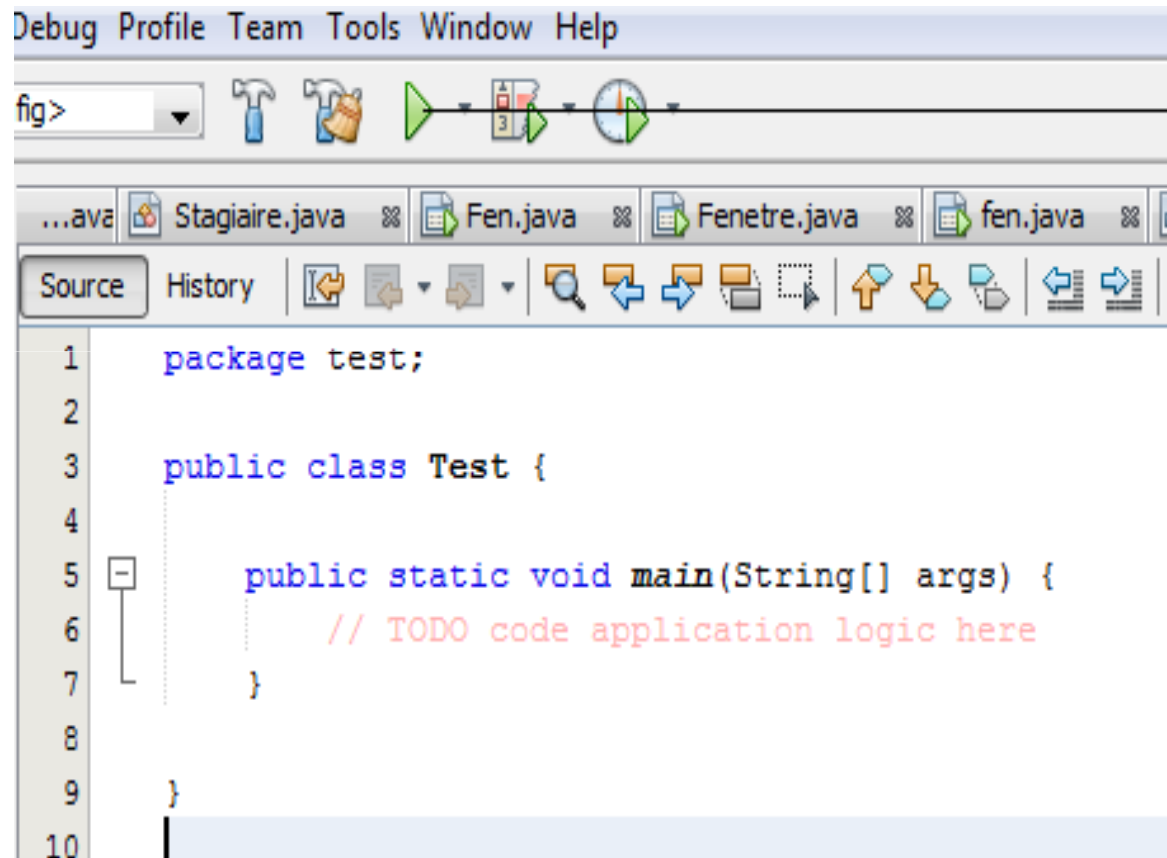 Debug Profile Team Tools Window Help
fig>
...ava Stagiaire.java Fen.java Fenetre.java fen.java
Source History
1 package test;
2
3 public class Test {
4
5 public static void main(String[] args) {
6 // TODO code application logic here
7 }
8
9 }
10